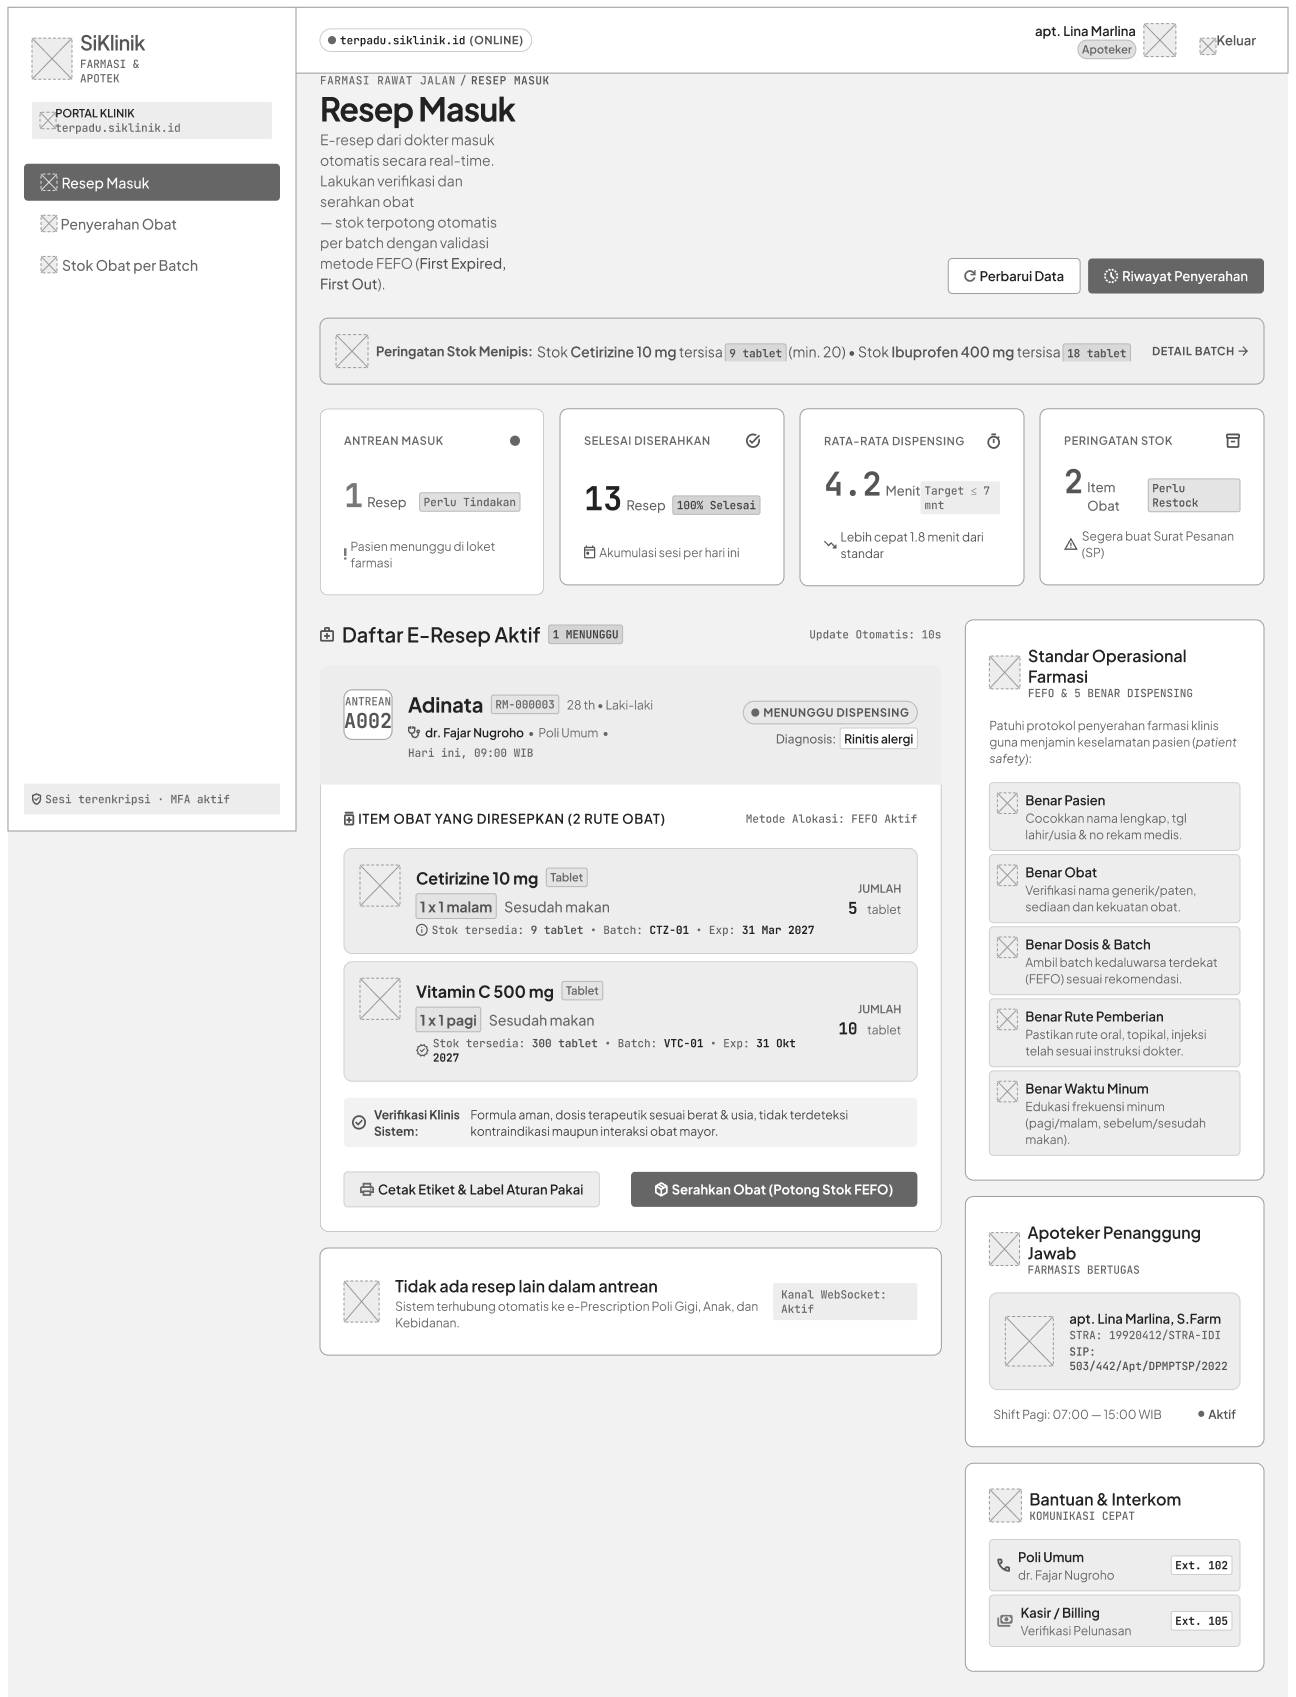 SiKlinik
FARMASI &
APOTEK
PORTAL KLINIK
terpadu.siklinik.id
Resep Masuk
Penyerahan Obat
Stok Obat per Batch
Sesi terenkripsi · MFA aktif
terpadu.siklinik.id (ONLINE)
apt. Lina Marlina
Apoteker
Keluar
FARMASI RAWAT JALAN / RESEP MASUK
Resep Masuk
E-resep dari dokter masuk
otomatis secara real-time.
Lakukan verifikasi dan
serahkan obat
— stok terpotong otomatis
per batch dengan validasi
metode FEFO (First Expired,
First Out).
Perbarui Data
Riwayat Penyerahan
Peringatan Stok Menipis: Stok Cetirizine 10 mg tersisa 9 tablet (min. 20) • Stok Ibuprofen 400 mg tersisa 18 tablet
DETAIL BATCH →
ANTREAN MASUK
1 Resep Perlu Tindakan
Pasien menunggu di loket
farmasi
SELESAI DISERAHKAN
13 Resep 100% Selesai
Akumulasi sesi per hari ini
RATA-RATA DISPENSING
4.2 Menit Target ≤ 7
mnt
Lebih cepat 1.8 menit dari
standar
PERINGATAN STOK
2 Item
Obat
Perlu
Restock
Segera buat Surat Pesanan
(SP)
Daftar E-Resep Aktif 1 MENUNGGU
Update Otomatis: 10s
ANTREAN
A002
Adinata RM-000003 28 th • Laki-laki
dr. Fajar Nugroho • Poli Umum •
Hari ini, 09:00 WIB
MENUNGGU DISPENSING
Diagnosis: Rinitis alergi
ITEM OBAT YANG DIRESEPKAN (2 RUTE OBAT)
Metode Alokasi: FEFO Aktif
Cetirizine 10 mg Tablet
1 x 1 malam Sesudah makan
Stok tersedia: 9 tablet • Batch: CTZ-01 • Exp: 31 Mar 2027
JUMLAH
5 tablet
Vitamin C 500 mg Tablet
1 x 1 pagi Sesudah makan
Stok tersedia: 300 tablet • Batch: VTC-01 • Exp: 31 Okt
2027
JUMLAH
10 tablet
Verifikasi Klinis
Sistem:
Formula aman, dosis terapeutik sesuai berat & usia, tidak terdeteksi
kontraindikasi maupun interaksi obat mayor.
Cetak Etiket & Label Aturan Pakai
Serahkan Obat (Potong Stok FEFO)
Tidak ada resep lain dalam antrean
Sistem terhubung otomatis ke e-Prescription Poli Gigi, Anak, dan
Kebidanan.
Kanal WebSocket:
Aktif
Standar Operasional
Farmasi
FEFO & 5 BENAR DISPENSING
Patuhi protokol penyerahan farmasi klinis
guna menjamin keselamatan pasien (patient
safety):
Benar Pasien
Cocokkan nama lengkap, tgl
lahir/usia & no rekam medis.
Benar Obat
Verifikasi nama generik/paten,
sediaan dan kekuatan obat.
Benar Dosis & Batch
Ambil batch kedaluwarsa terdekat
(FEFO) sesuai rekomendasi.
Benar Rute Pemberian
Pastikan rute oral, topikal, injeksi
telah sesuai instruksi dokter.
Benar Waktu Minum
Edukasi frekuensi minum
(pagi/malam, sebelum/sesudah
makan).
Apoteker Penanggung
Jawab
FARMASIS BERTUGAS
apt. Lina Marlina, S.Farm
STRA: 19920412/STRA-IDI
SIP:
503/442/Apt/DPMPTSP/2022
Shift Pagi: 07:00 — 15:00 WIB
Aktif
Bantuan & Interkom
KOMUNIKASI CEPAT
Poli Umum
dr. Fajar Nugroho
Ext. 102
Kasir / Billing
Verifikasi Pelunasan
Ext. 105